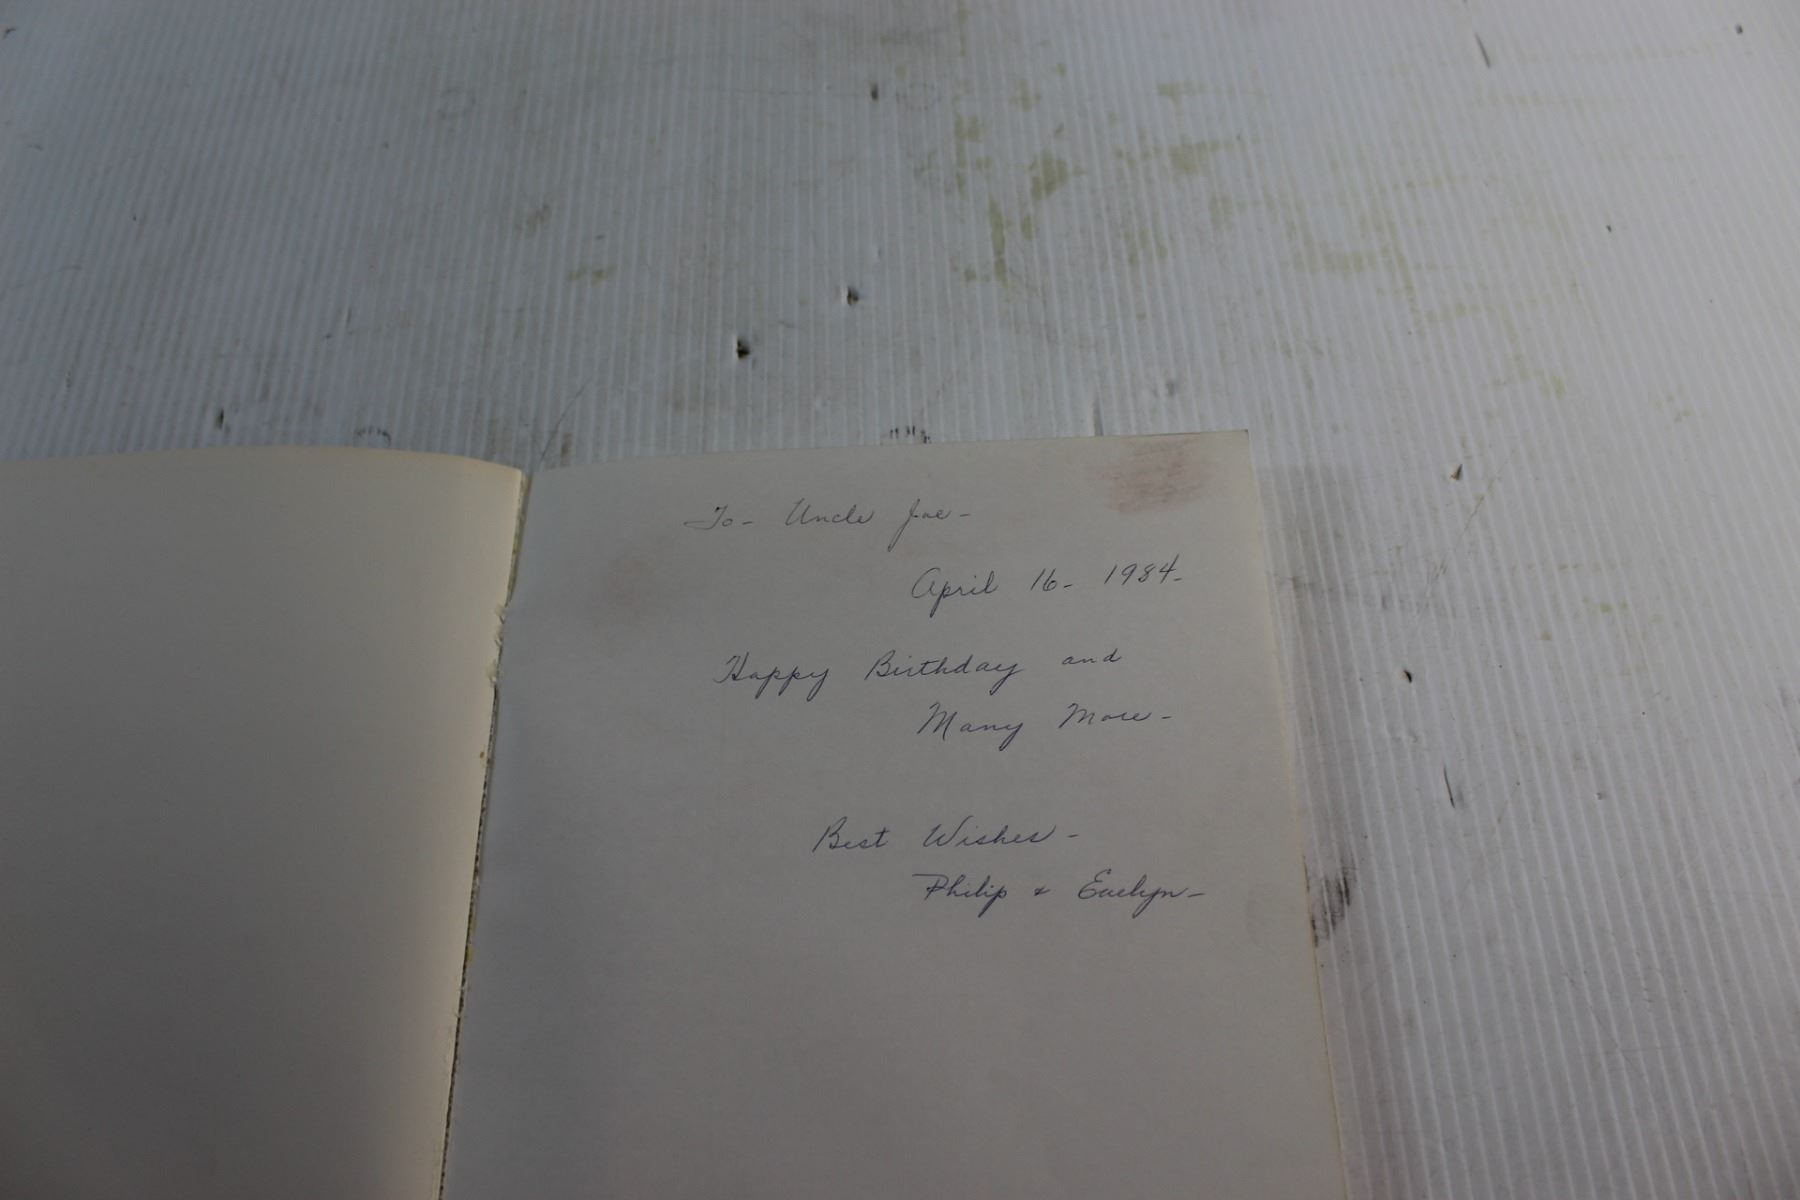 To- Uncle Joe-
April 16- 1984-
Happy Birthday and
Many More-
Best Wishes-
Philip & Evelyn-